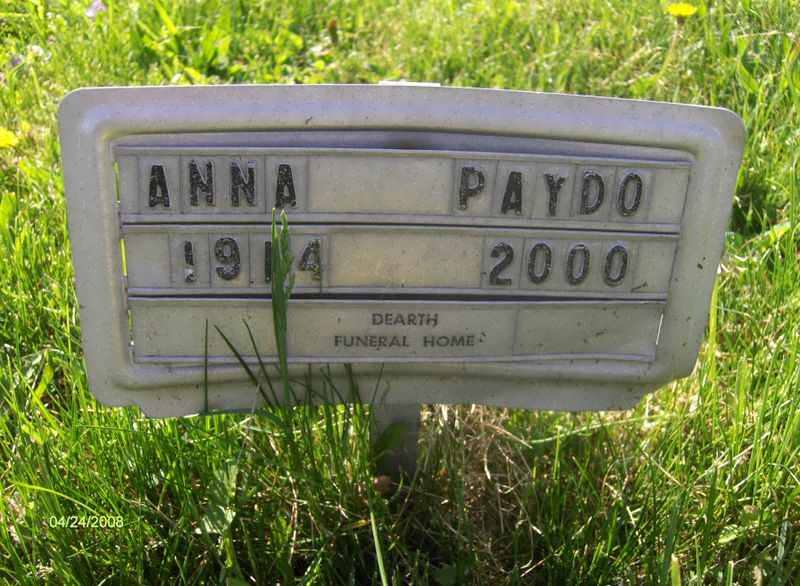 ANNA PAYDO
1914 2000
DEARTH
FUNERAL HOME
04/24/2008